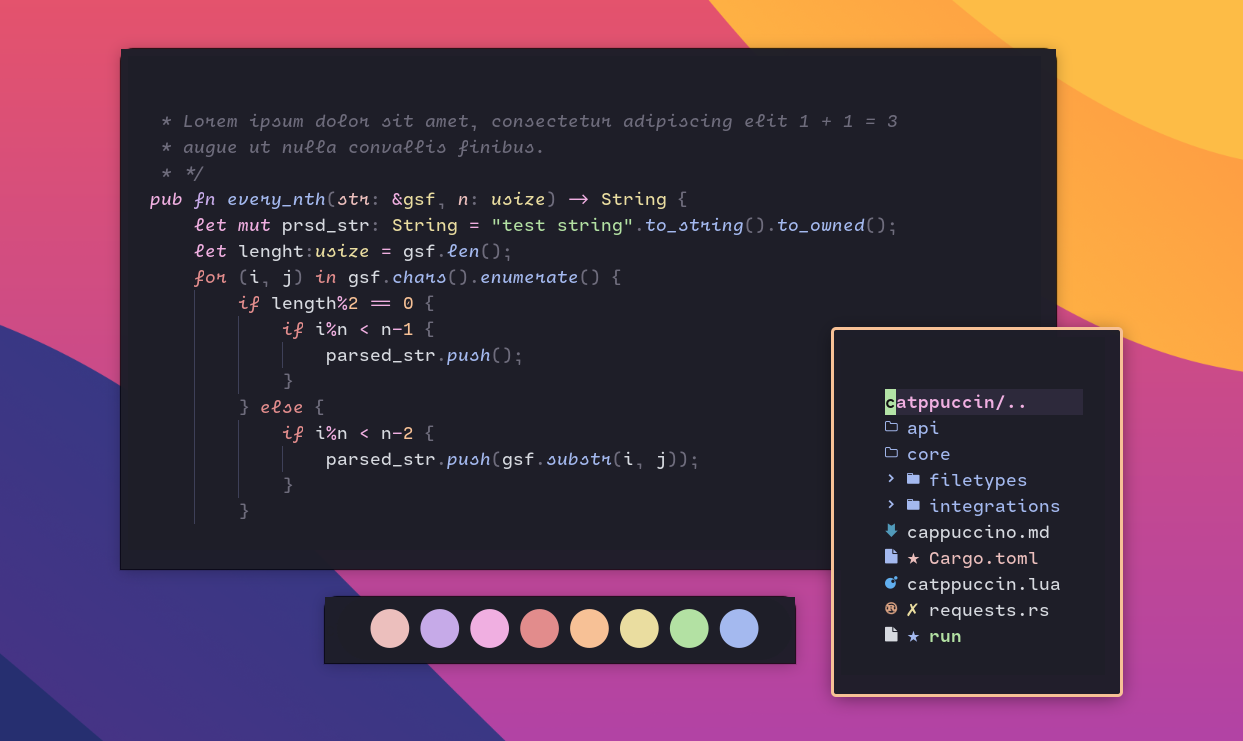 * Lorem ipsum dolor sit amet, consectetur adipiscing elit 1 + 1 = 3
* augue ut nulla convallis finibus.
* */
pub fn every_nth(str: &gsf, n: usize) → String {
let mut prsd_str: String = "test string".to_string().to_owned();
let lenght:usize = gsf.len();
for (i, j) in gsf.chars().enumerate() {
if length%2 == 0 {
if i%n < n-1 {
parsed_str.push();
}
} else {
if i%n < n-2 {
parsed_str.push(gsf.substr(i, j));
}
}
catppuccin/..
api
core
> filetypes
> integrations
cappuccino.md
★ Cargo.toml
catppuccin.lua
✗ requests.rs
★ run